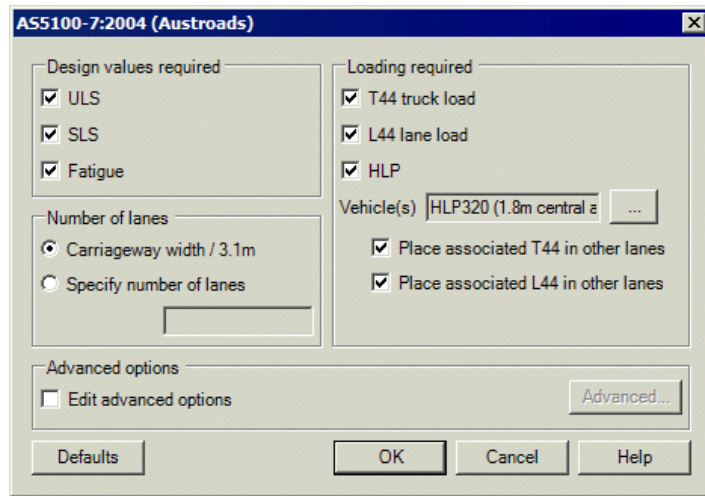 AS5100-7:2004 (Austroads)
Design values required
ULS
SLS
Fatigue
Number of lanes
Carriageway width / 3.1m
Specify number of lanes
Loading required
T44 truck load
L44 lane load
HLP
Vehicle(s) HLP320 (1.8m central a ...
Place associated T44 in other lanes
Place associated L44 in other lanes
Advanced options
Edit advanced options
Advanced...
Defaults OK Cancel Help